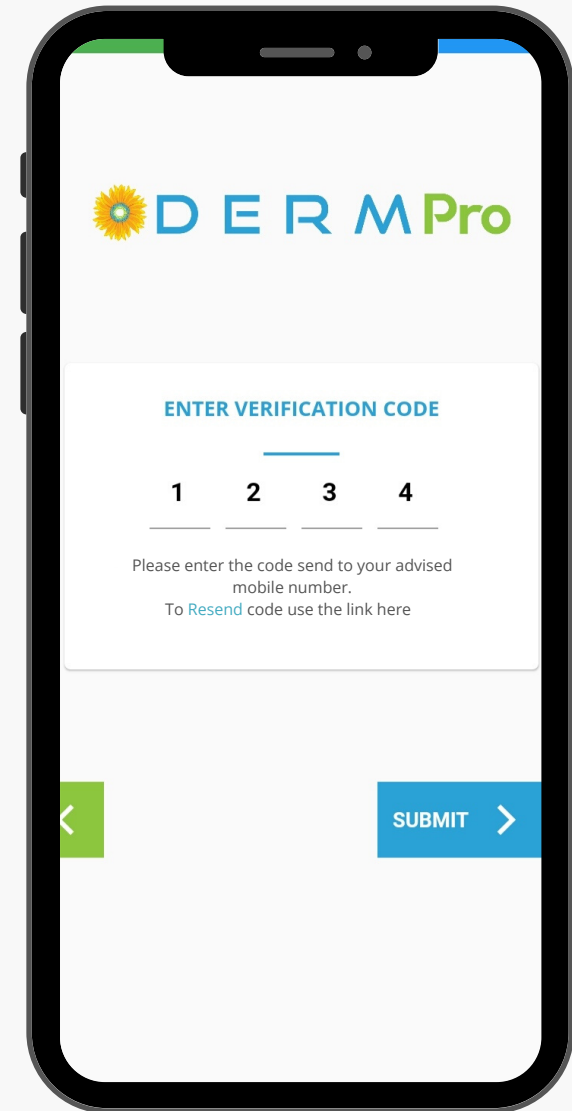 DERMPro
ENTER VERIFICATION CODE
1 2 3 4
Please enter the code send to your advised
mobile number.
To Resend code use the link here
SUBMIT